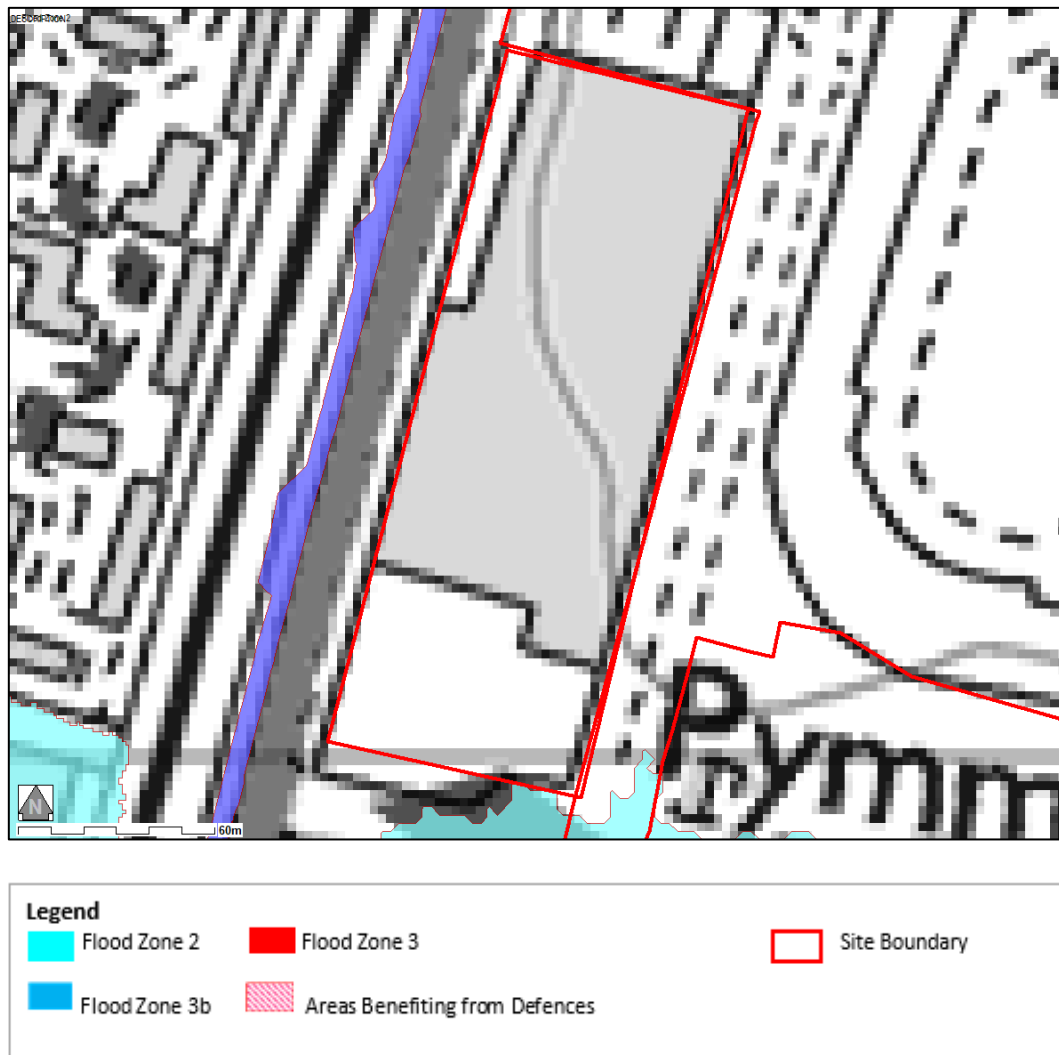 N
60m
P
Legend
Flood Zone 2
Flood Zone 3
Site Boundary
Flood Zone 3b
Areas Benefiting from Defences